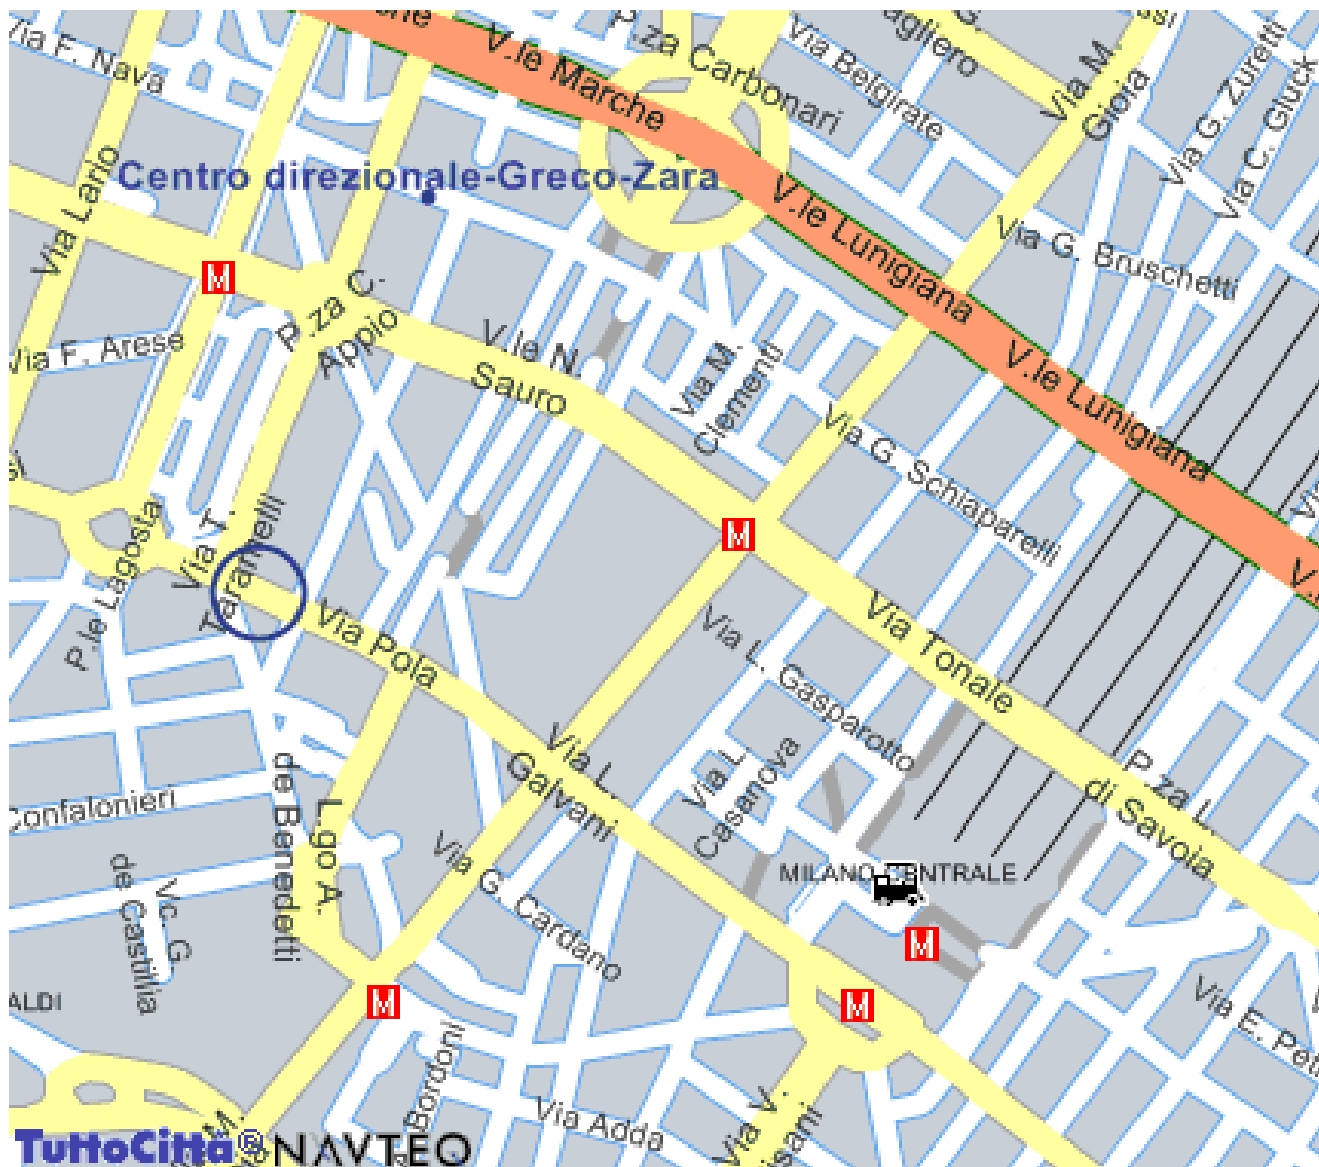 Via F. Nava
V.le Marche
P.za Carbonari
Via Belgirate
Via M.
Gioia
Via G. Zuretti
Via C. Gluck
Centro direzionale-Greco-Zara
Via Lario
V.le Lunigiana
Via G. Bruschetti
M
P.za C.
Appio
Via F. Arese
V.le N.
Sauro
Via M.
Clementi
V.le Lunigiana
Via G. Schiaparelli
M
P.le Lagosta
Via T.
Taramelli
Via Pola
Via Tonale
Via L. Gasparotto
Via L.
Galvani
Via L.
Casanova
P.za L.
di Savoia
Confalonieri
de Benedetti
L.go A.
Vc. G.
de Castillia
Via G. Cardano
MILANO CENTRALE
M
M
M
ALDI
Via E. Pet
Bordoni
Via Adda
Via V.
isani
M.
TuttoCittà® NAVTEQ